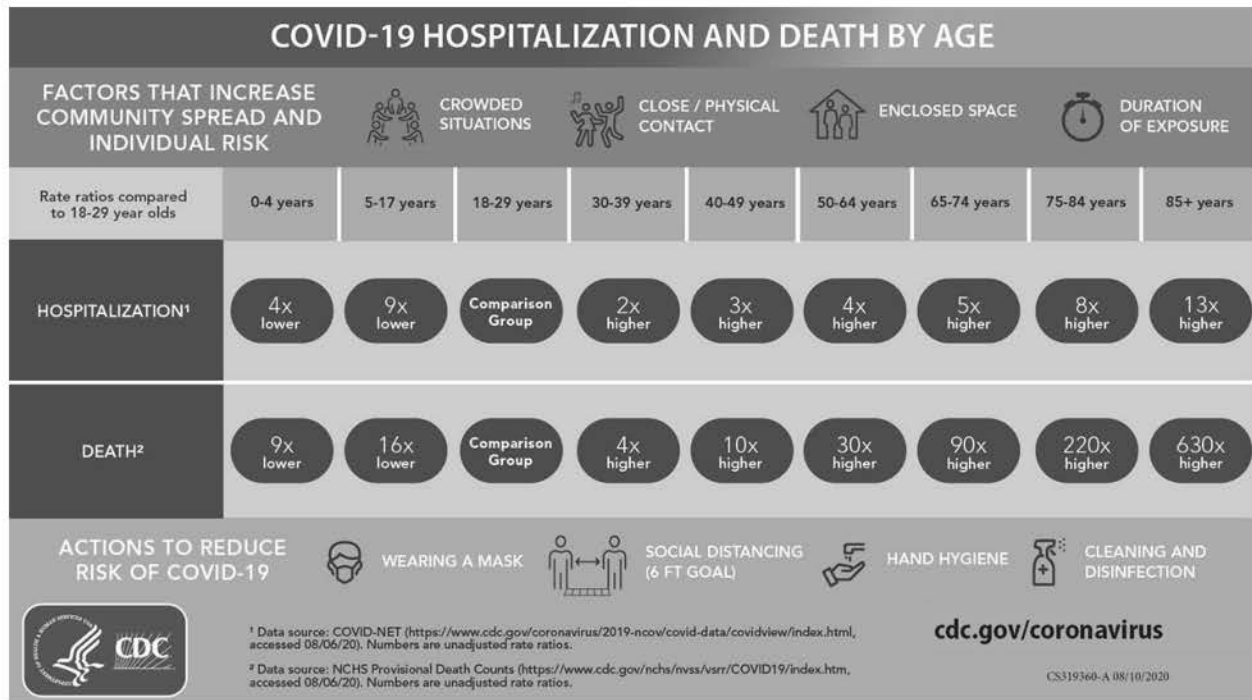 COVID-19 HOSPITALIZATION AND DEATH BY AGE
FACTORS THAT INCREASE
COMMUNITY SPREAD AND
INDIVIDUAL RISK
CROWDED
SITUATIONS
CLOSE / PHYSICAL
CONTACT
ENCLOSED SPACE
DURATION
OF EXPOSURE
Rate ratios compared
to 18-29 year olds
0-4 years
5-17 years
18-29 years
30-39 years
40-49 years
50-64 years
65-74 years
75-84 years
85+ years
HOSPITALIZATION¹
4x
lower
9x
lower
Comparison
Group
2x
higher
3x
higher
4x
higher
5x
higher
8x
higher
13x
higher
DEATH²
9x
lower
16x
lower
Comparison
Group
4x
higher
10x
higher
30x
higher
90x
higher
220x
higher
630x
higher
ACTIONS TO REDUCE
RISK OF COVID-19
WEARING A MASK
SOCIAL DISTANCING
(6 FT GOAL)
HAND HYGIENE
CLEANING AND
DISINFECTION
CDC
¹ Data source: COVID-NET (https://www.cdc.gov/coronavirus/2019-ncov/covid-data/covidview/index.html,
accessed 08/06/20). Numbers are unadjusted rate ratios.
² Data source: NCHS Provisional Death Counts (https://www.cdc.gov/nchs/nvss/vsrr/COVID19/index.htm,
accessed 08/06/20). Numbers are unadjusted rate ratios.
cdc.gov/coronavirus
CS319360-A 08/10/2020